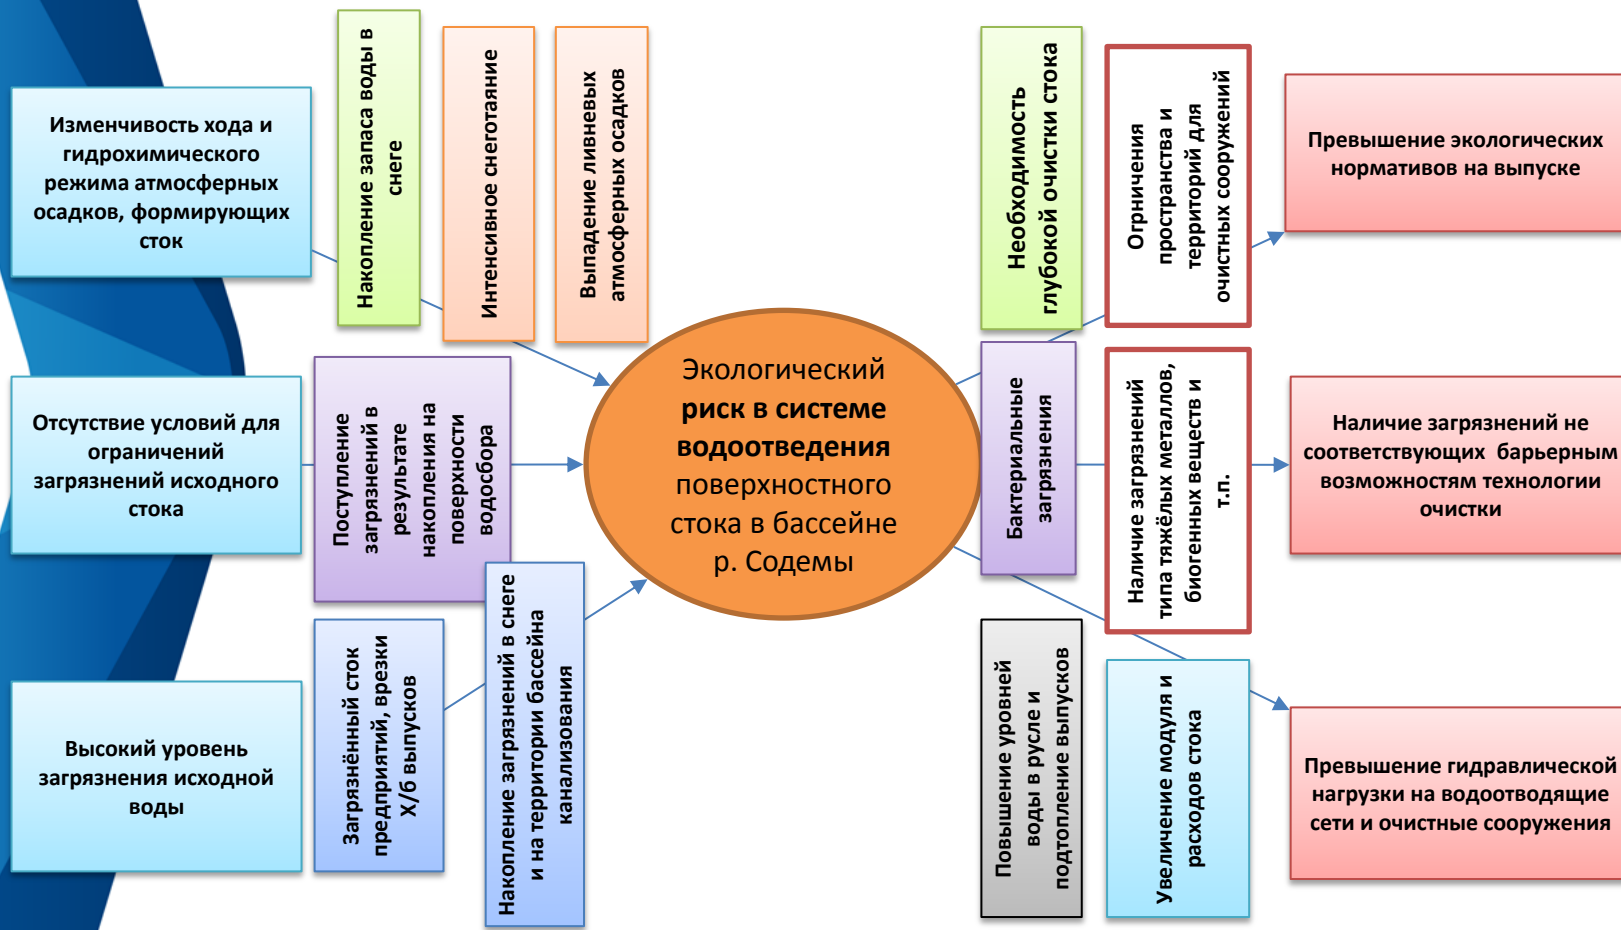 Изменчивость хода и
гидрохимического
режима атмосферных
осадков, формирующих
сток
Отсутствие условий для
ограничений
загрязнений исходного
стока
Высокий уровень
загрязнения исходной
воды
Накопление запаса воды в
снеге
Интенсивное снеготаяние
Выпадение ливневых
атмосферных осадков
Поступление
загрязнений в
результате
накопления на
поверхности
водосбора
Загрязнённый сток
предприятий, врезки
Х/б выпусков
Накопление загрязнений в снеге
и на территории бассейна
канализования
Экологический
риск в системе
водоотведения
поверхностного
стока в бассейне
р. Содемы
Необходимость
глубокой очистки стока
Огрничения
пространства и
территорий для
очистных сооружений
Бактериальные
загрязнения
Наличие загрязнений
типа тяжёлых металлов,
биогенных веществ и
т.п.
Повышение уровней
воды в русле и
подтопление выпусков
Увеличение модуля и
расходов стока
Превышение экологических
нормативов на выпуске
Наличие загрязнений не
соответствующих барьерным
возможностям технологии
очистки
Превышение гидравлической
нагрузки на водоотводящие
сети и очистные сооружения